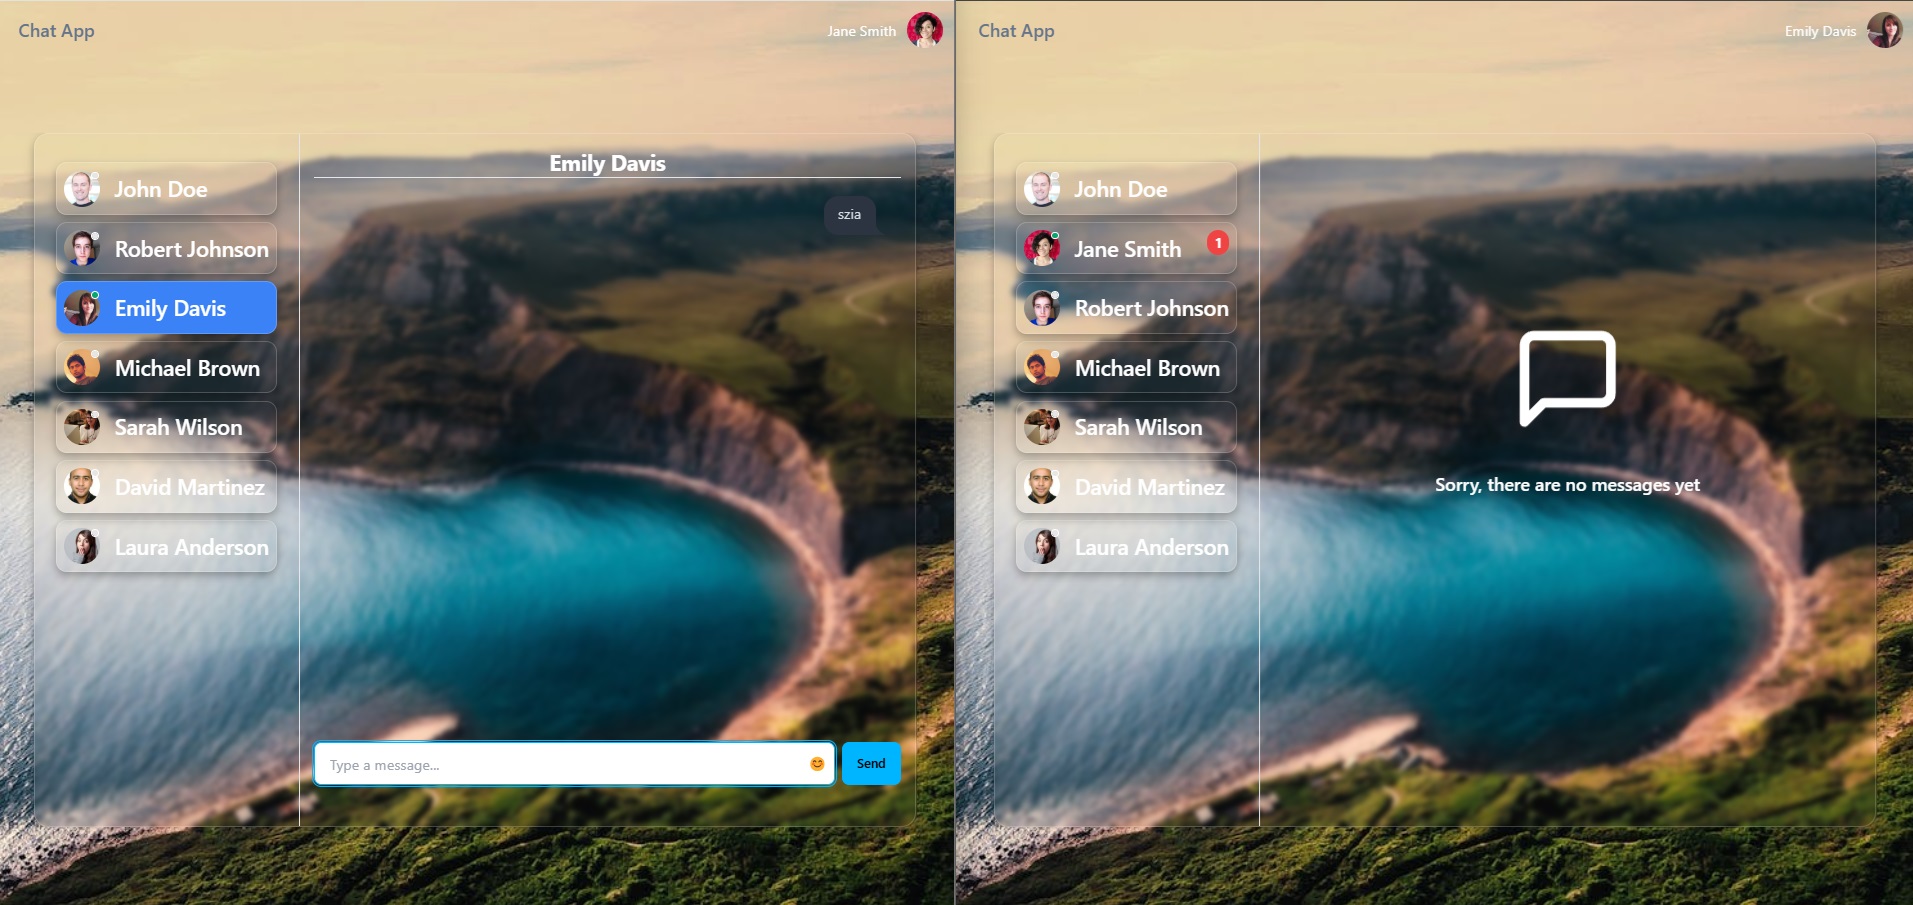 Chat App
Jane Smith
John Doe
Robert Johnson
Emily Davis
Michael Brown
Sarah Wilson
David Martinez
Laura Anderson
Emily Davis
szia
Type a message...
Send
Chat App
Emily Davis
John Doe
Jane Smith
1
Robert Johnson
Michael Brown
Sarah Wilson
David Martinez
Laura Anderson
Sorry, there are no messages yet